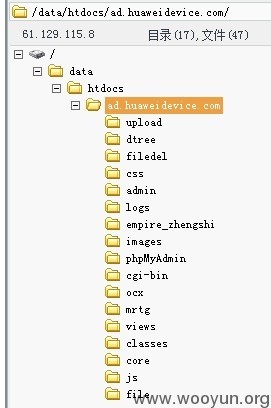 /data/htdocs/ad.huaweidevice.com/
61.129.115.8 目录(17),文件(47)
/
data
htdocs
ad.huaweidevice.com
upload
dtree
filedel
css
admin
logs
empire_zhengshi
images
phpMyAdmin
cgi-bin
ocx
mrtg
views
classes
core
js
file
www.wooyun.org